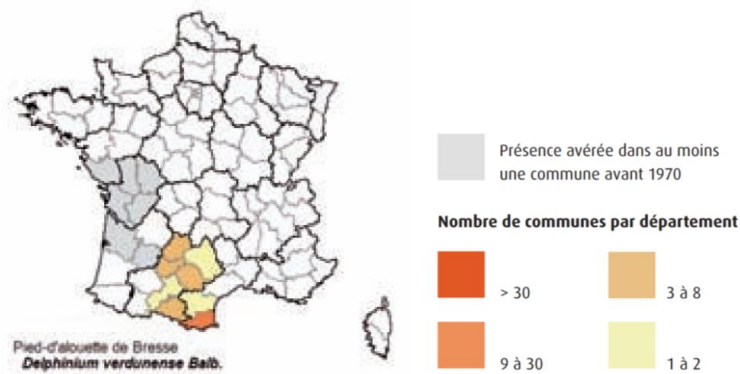 Présence avérée dans au moins
une commune avant 1970
Nombre de communes par département
> 30
3 à 8
9 à 30
1 à 2
Pied-d'alouette de Bresse
Delphinium verdunense Balb.